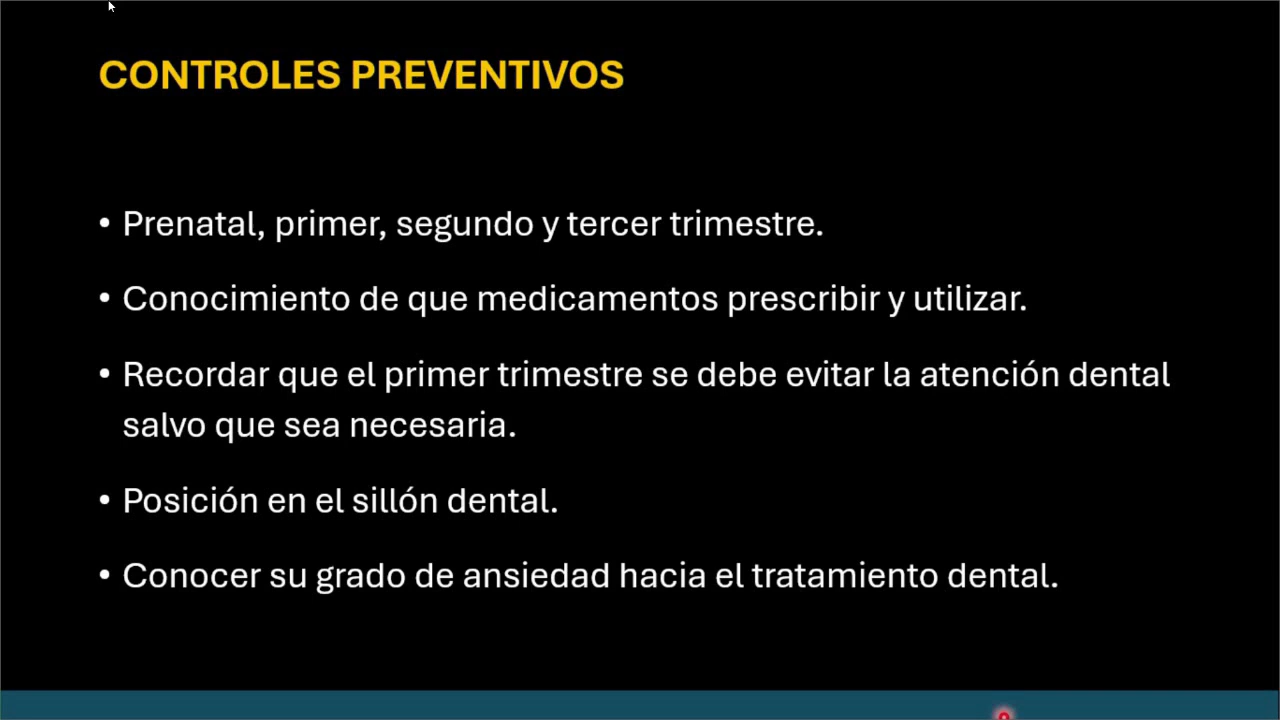 CONTROLES PREVENTIVOS
• Prenatal, primer, segundo y tercer trimestre.
• Conocimiento de que medicamentos prescribir y utilizar.
• Recordar que el primer trimestre se debe evitar la atención dental
salvo que sea necesaria.
• Posición en el sillón dental.
• Conocer su grado de ansiedad hacia el tratamiento dental.